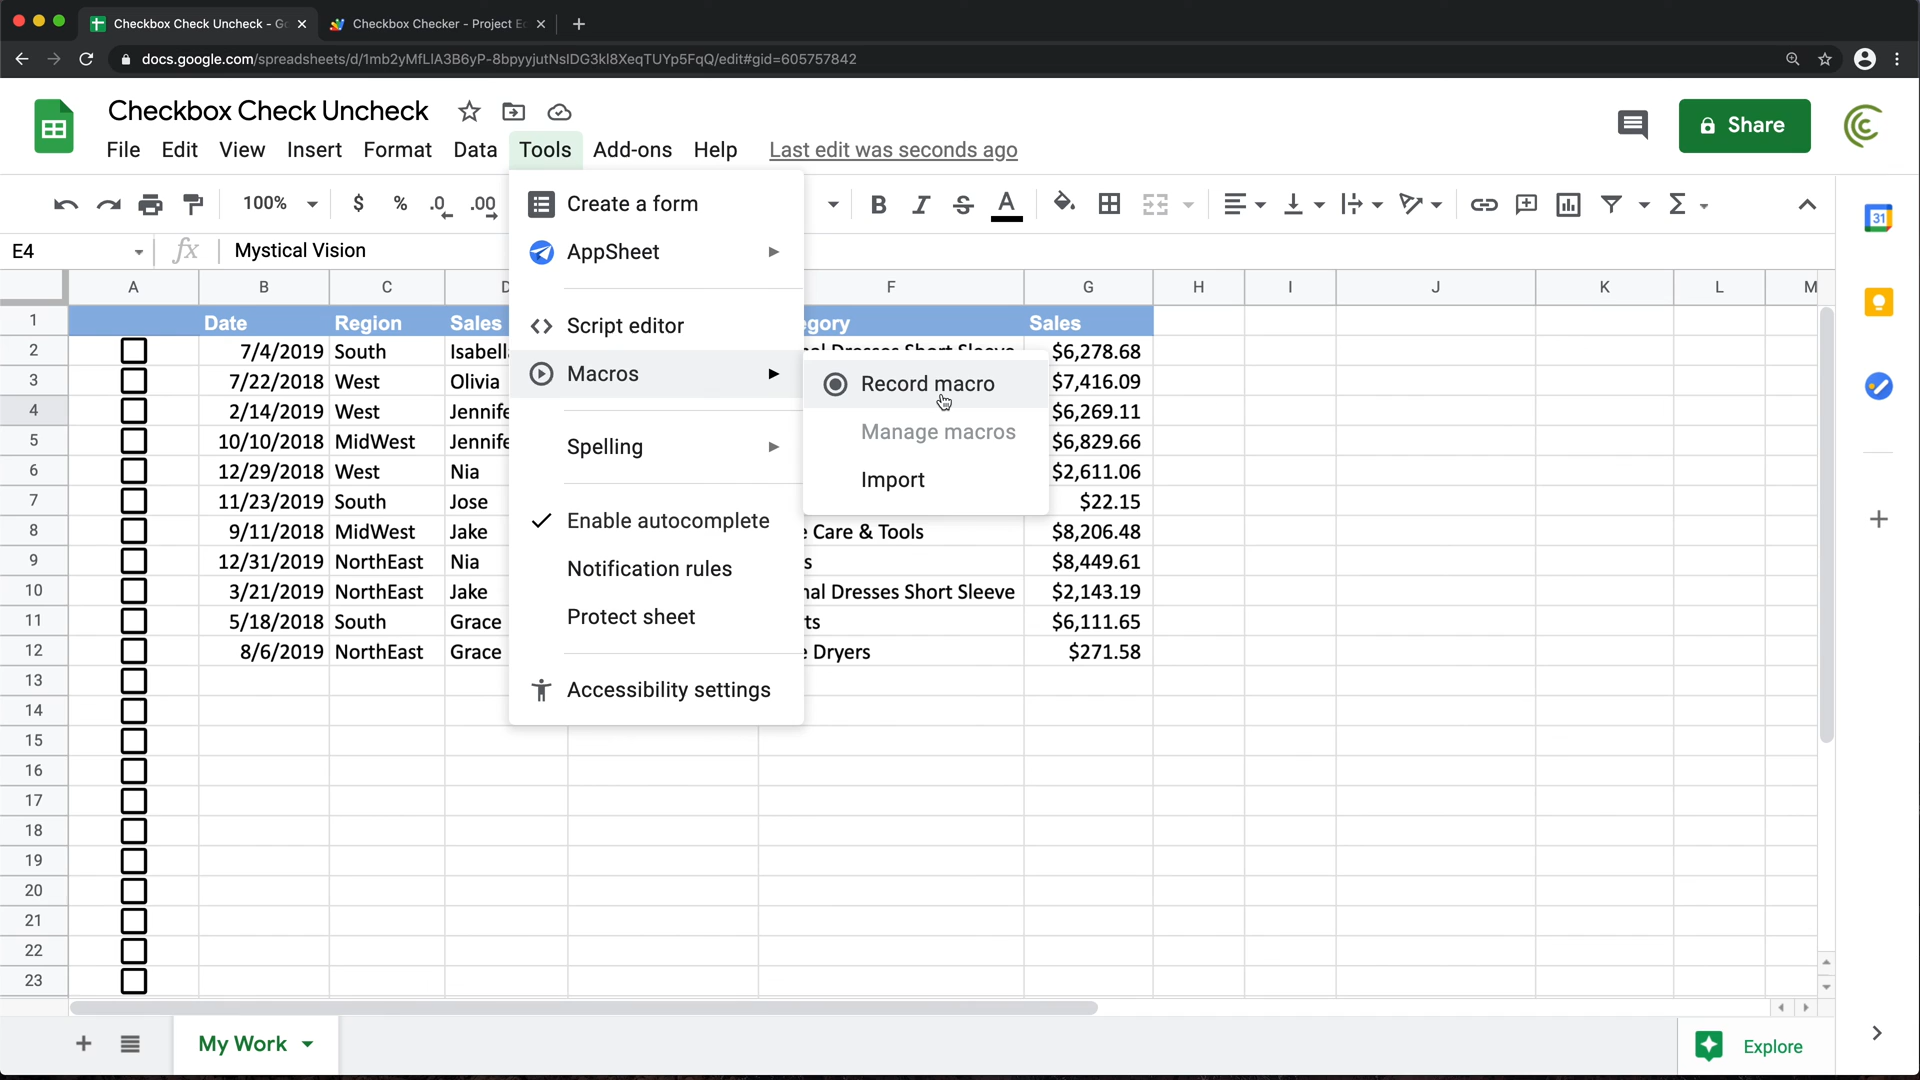 Checkbox Check Uncheck - Go
Checkbox Checker - Project Ed
docs.google.com/spreadsheets/d/1mb2yMfLIA3B6yP-8bpyyjutNsIDG3kI8XeqTUYp5FqQ/edit#gid=605757842
Checkbox Check Uncheck
Share
File Edit View Insert Format Data Tools Add-ons Help Last edit was seconds ago
100% $ % .0 .00 B I S A
31
E4 fx Mystical Vision
A B C D F G H I J K L M
1 Date Region Sales egory Sales
2 7/4/2019 South Isabell $6,278.68
3 7/22/2018 West Olivia $7,416.09
4 2/14/2019 West Jennife $6,269.11
5 10/10/2018 MidWest Jennife $6,829.66
6 12/29/2018 West Nia $2,611.06
7 11/23/2019 South Jose $22.15
8 9/11/2018 MidWest Jake e Care & Tools $8,206.48
9 12/31/2019 NorthEast Nia s $8,449.61
10 3/21/2019 NorthEast Jake nal Dresses Short Sleeve $2,143.19
11 5/18/2018 South Grace ts $6,111.65
12 8/6/2019 NorthEast Grace e Dryers $271.58
13
14
15
16
17
18
19
20
21
22
23
Create a form
AppSheet
Script editor
Macros
Spelling
Enable autocomplete
Notification rules
Protect sheet
Accessibility settings
Record macro
Manage macros
Import
My Work
Explore